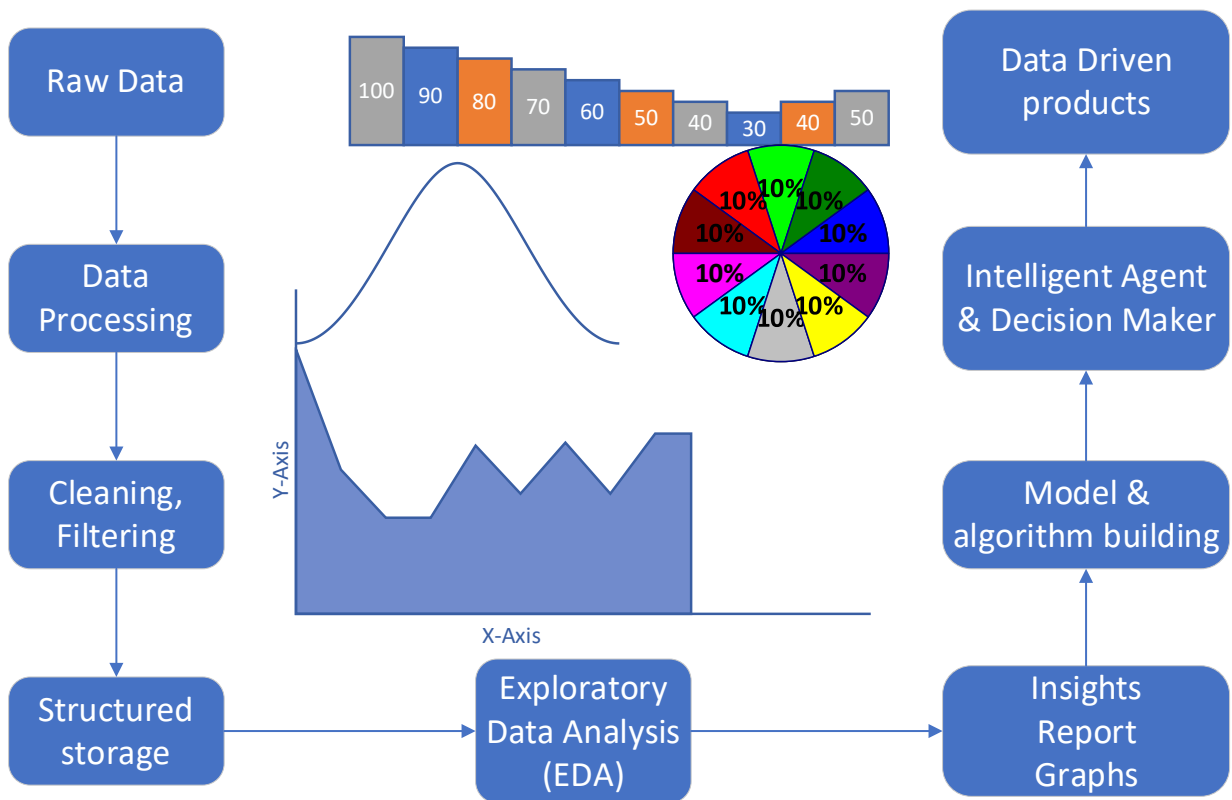 Raw Data
Data
Processing
Cleaning,
Filtering
Structured
storage
100
90
80
70
60
50
40
30
40
50
10%
10%
10%
10%
10%
10%
10%
10%
10%
10%
Y-Axis
X-Axis
Exploratory
Data Analysis
(EDA)
Data Driven
products
Intelligent Agent
& Decision Maker
Model &
algorithm building
Insights
Report
Graphs